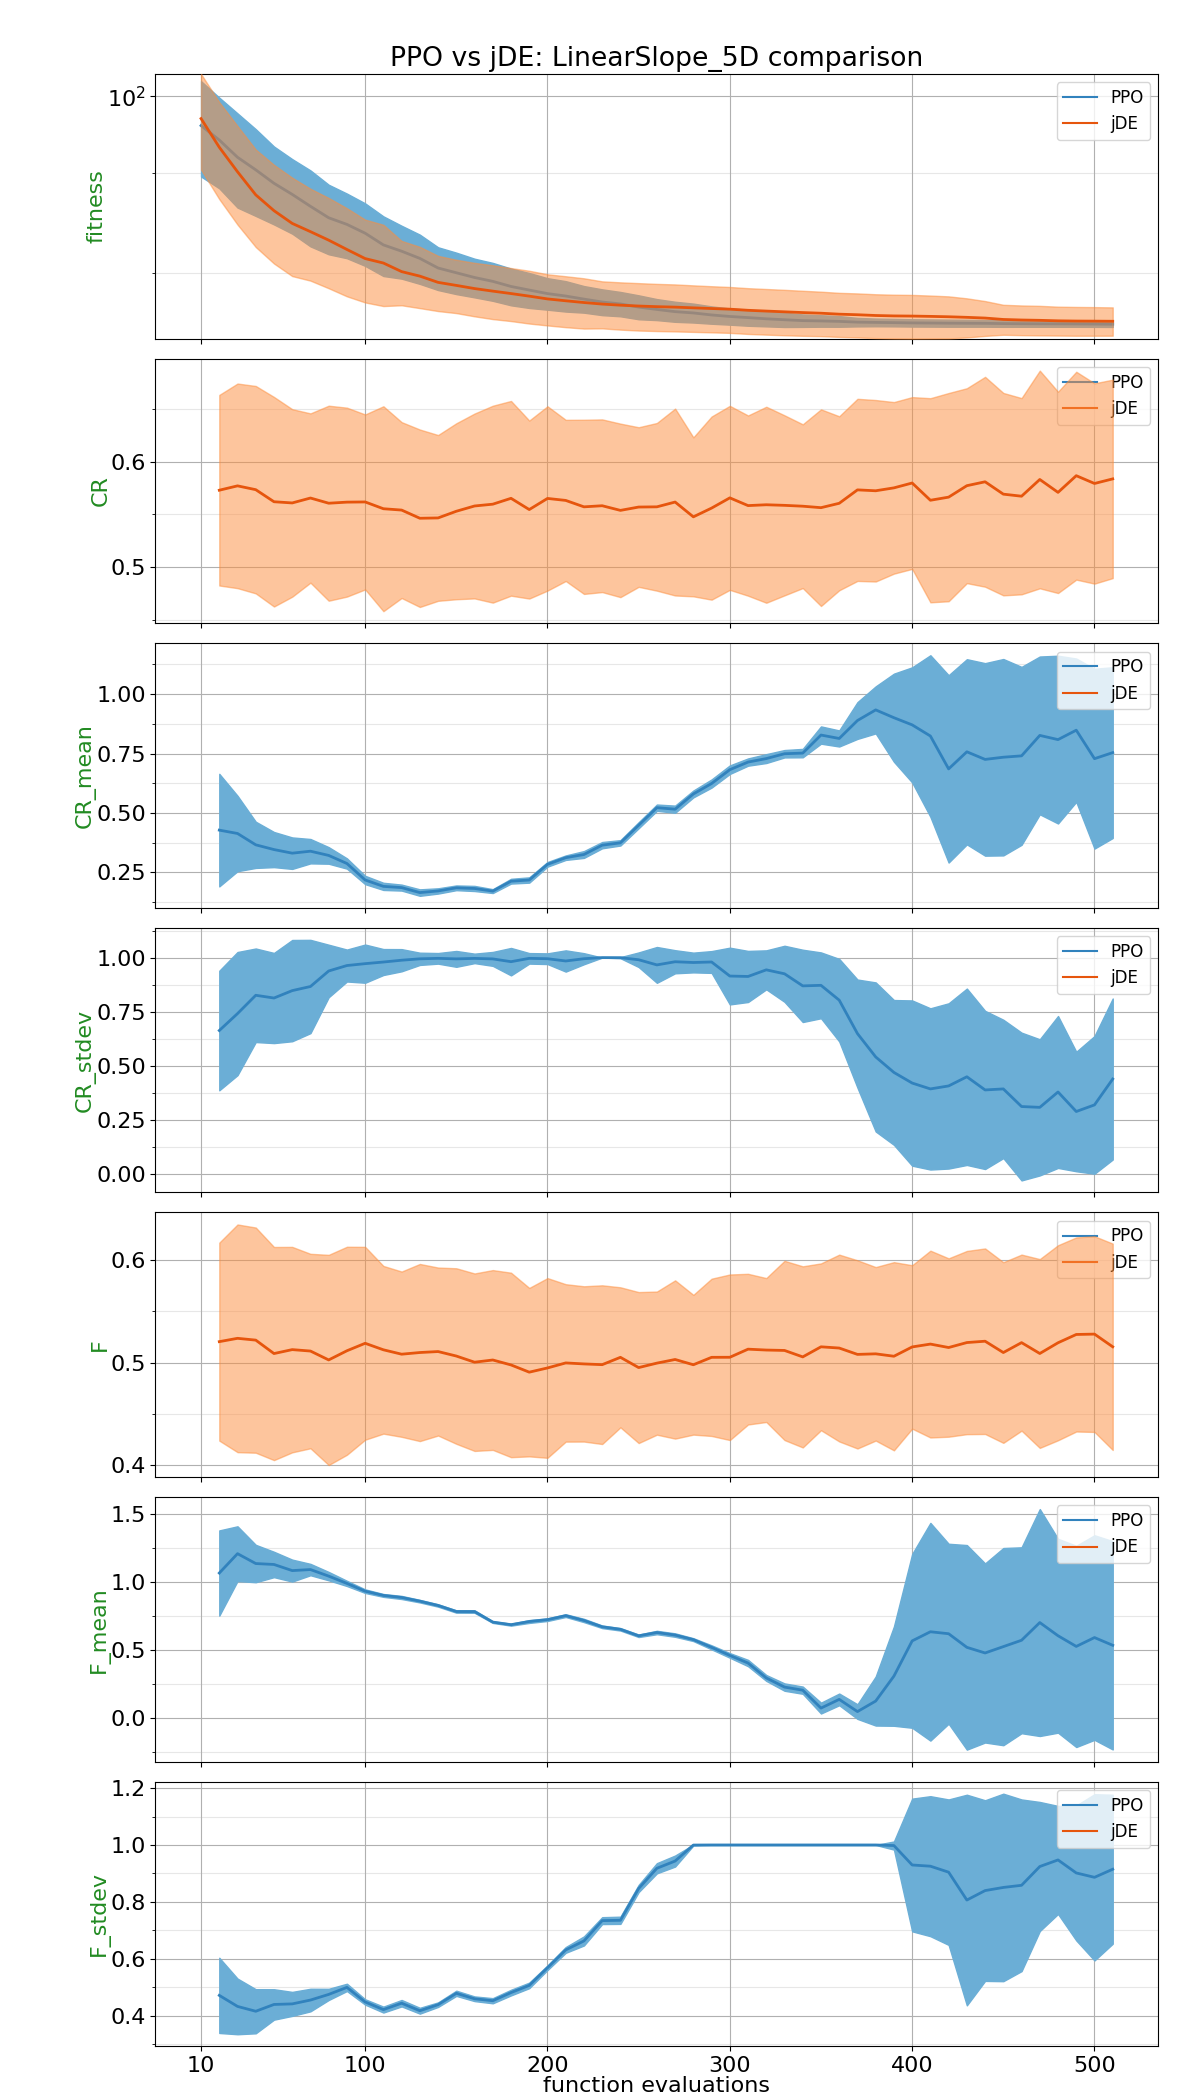 PPO vs jDE: LinearSlope_5D comparison
10²
fitness
PPO
jDE
0.6
0.5
CR
PPO
jDE
1.00
0.75
0.50
0.25
CR_mean
PPO
jDE
1.00
0.75
0.50
0.25
0.00
CR_stdev
PPO
jDE
0.6
0.5
0.4
F
PPO
jDE
1.5
1.0
0.5
0.0
F_mean
PPO
jDE
1.2
1.0
0.8
0.6
0.4
F_stdev
PPO
jDE
10 100 200 300 400 500
function evaluations